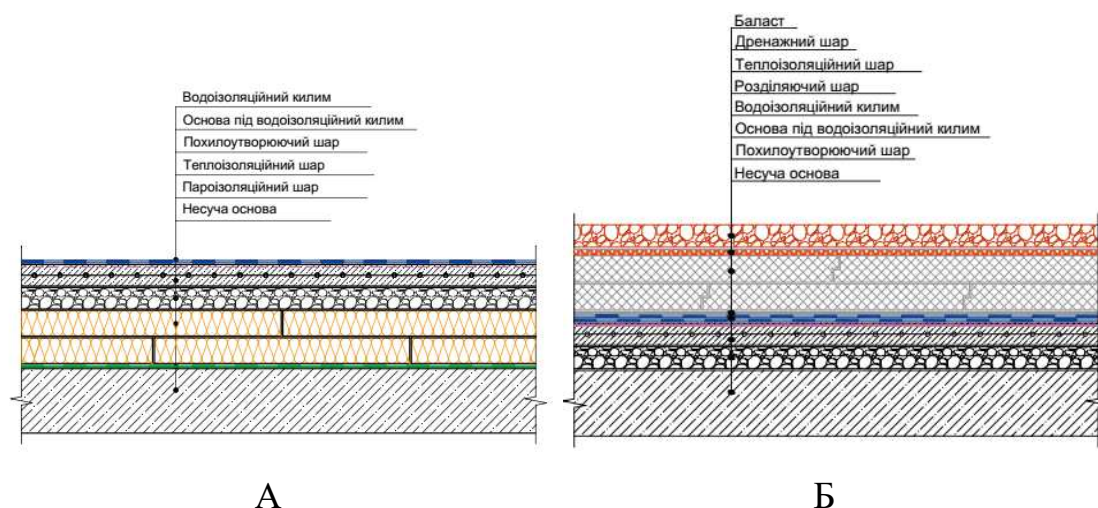 Водоізоляційний килим
Основа під водоізоляційний килим
Похилоутворюючий шар
Теплоізоляційний шар
Пароізоляційний шар
Несуча основа
А
Баласт
Дренажний шар
Теплоізоляційний шар
Розділяючий шар
Водоізоляційний килим
Основа під водоізоляційний килим
Похилоутворюючий шар
Несуча основа
Б